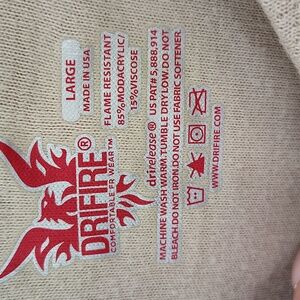 LARGE
MADE IN USA
FLAME RESISTANT
85%MODACRYLIC/
15%VISCOSE
DRIFIRE®
COMFORTABLE FR WEAR™
drirelease® US PAT# 5,888,914
MACHINE WASH WARM.TUMBLE DRY LOW.DO NOT
BLEACH.DO NOT IRON.DO NOT USE FABRIC SOFTENER.
WWW.DRIFIRE.COM